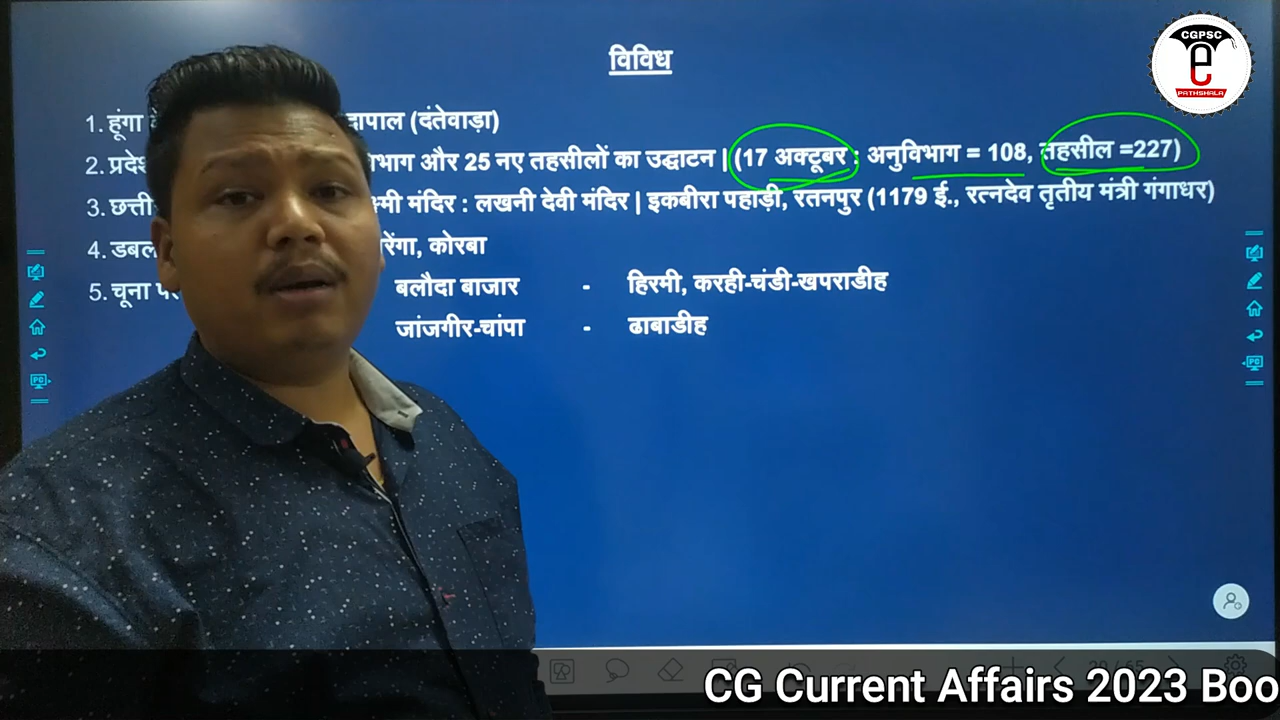 CGPSC
e
PATHSHALA
विविध
1. हूंगा दापाल (दंतेवाड़ा)
2. प्रदेश भाग और 25 नए तहसीलों का उद्घाटन | (17 अक्टूबर : अनुविभाग = 108, तहसील =227)
3. छत्ती क्ष्मी मंदिर : लखनी देवी मंदिर | इकबीरा पहाड़ी, रतनपुर (1179 ई., रत्नदेव तृतीय मंत्री गंगाधर)
4. डबल रेंगा, कोरबा
5. चूना बलौदा बाजार - हिरमी, करही-चंडी-खपराडीह
जांजगीर-चांपा - ढाबाडीह
CG Current Affairs 2023 Boo